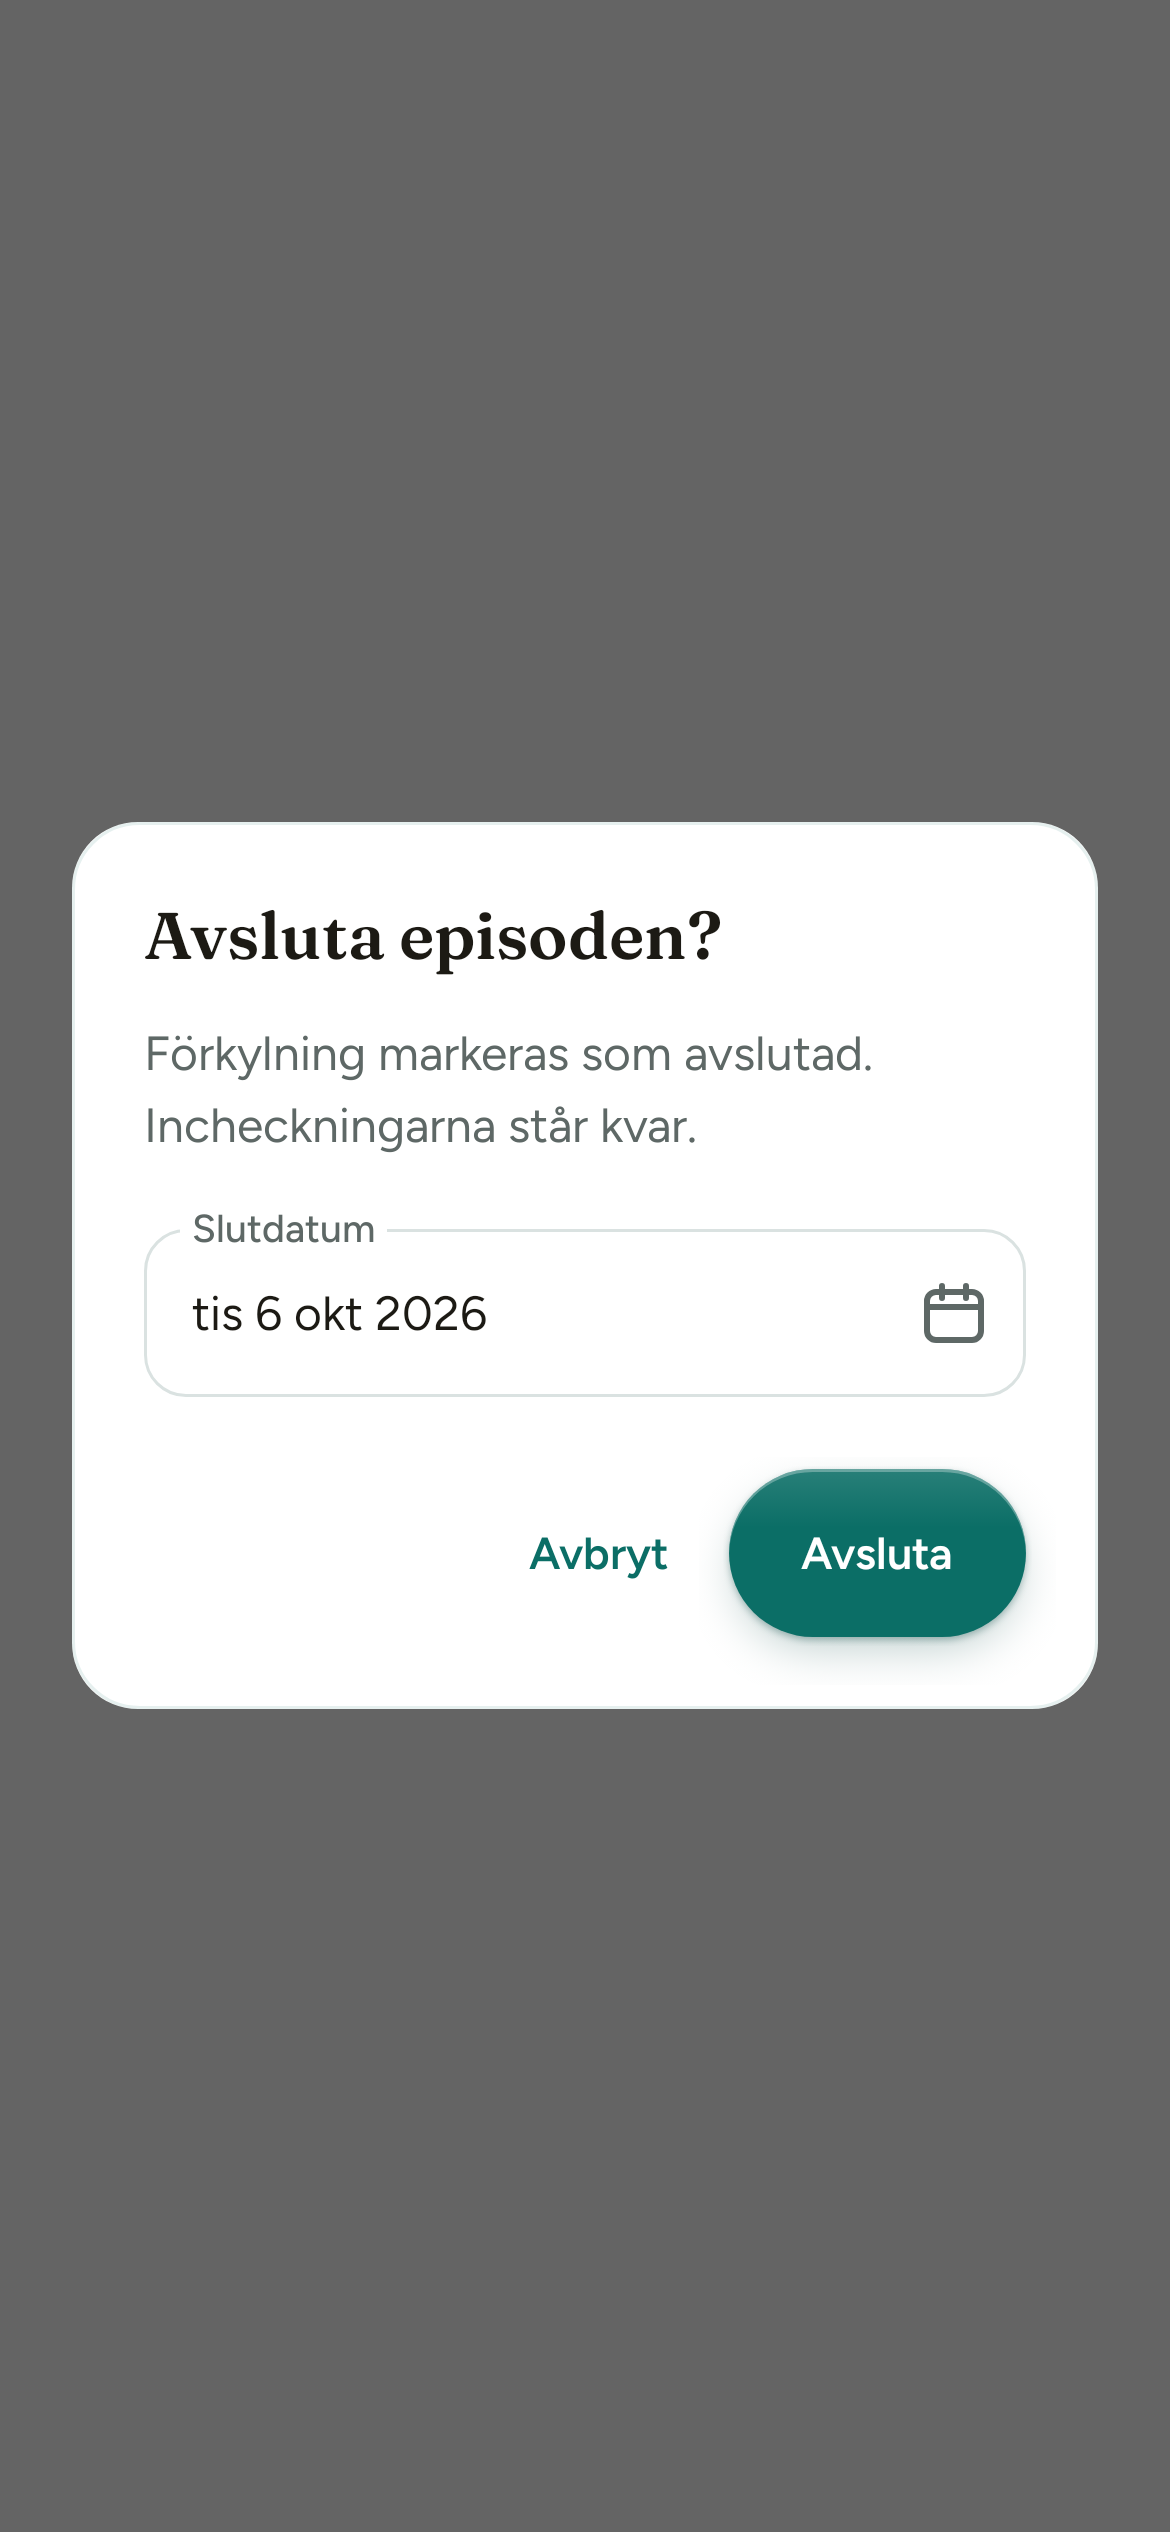 Avsluta episoden?
Förkylning markeras som avslutad.
Incheckningarna står kvar.
Slutdatum
tis 6 okt 2026
Avbryt
Avsluta